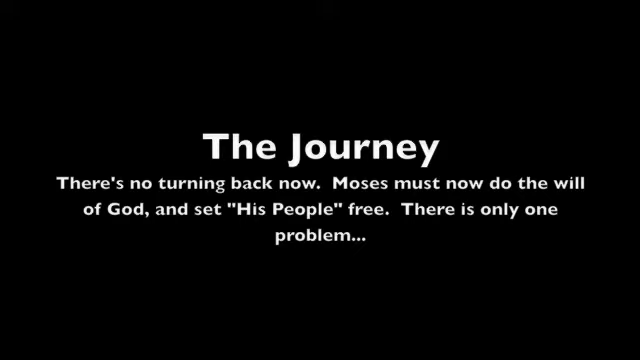 The Journey
There's no turning back now.  Moses must now do the will
of God, and set "His People" free.  There is only one
problem...